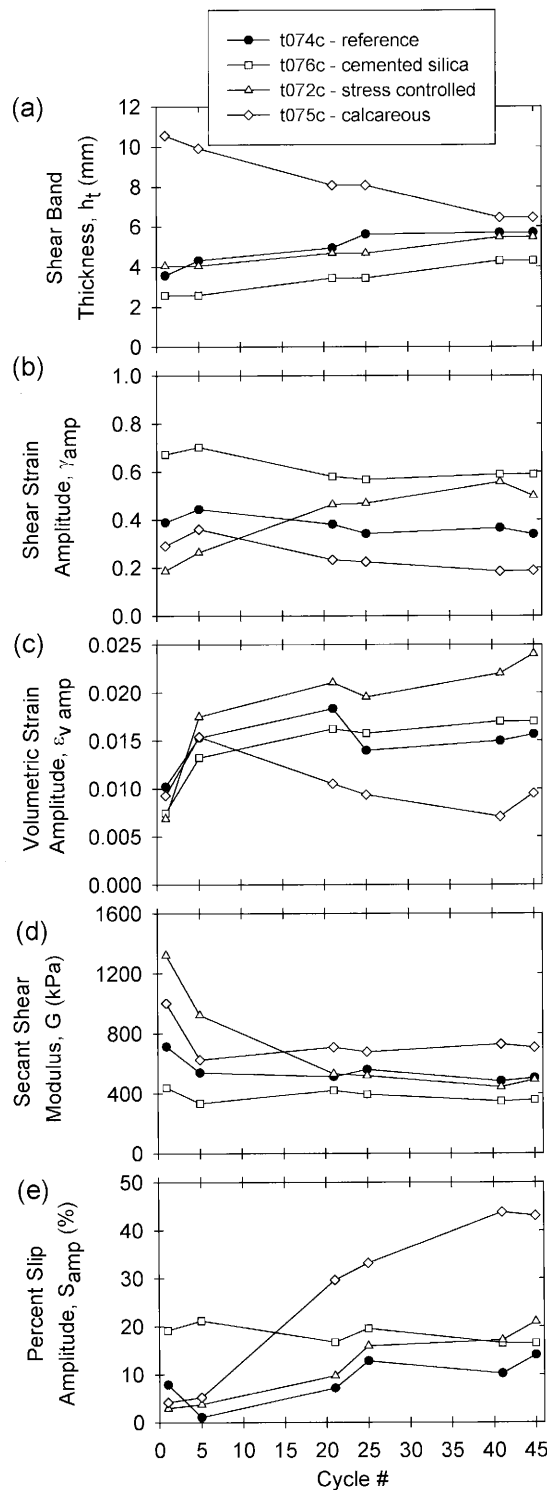 t074c - reference
t076c - cemented silica
t072c - stress controlled
t075c - calcareous
(a)
Shear Band
Thickness, ht (mm)
12
10
8
6
4
2
0
(b)
Shear Strain
Amplitude, γamp
1.0
0.8
0.6
0.4
0.2
0.0
(c)
Volumetric Strain
Amplitude, εv amp
0.025
0.020
0.015
0.010
0.005
0.000
(d)
Secant Shear
Modulus, G (kPa)
1600
1200
800
400
0
(e)
Percent Slip
Amplitude, Samp (%)
50
40
30
20
10
0
0 5 10 15 20 25 30 35 40 45
Cycle #